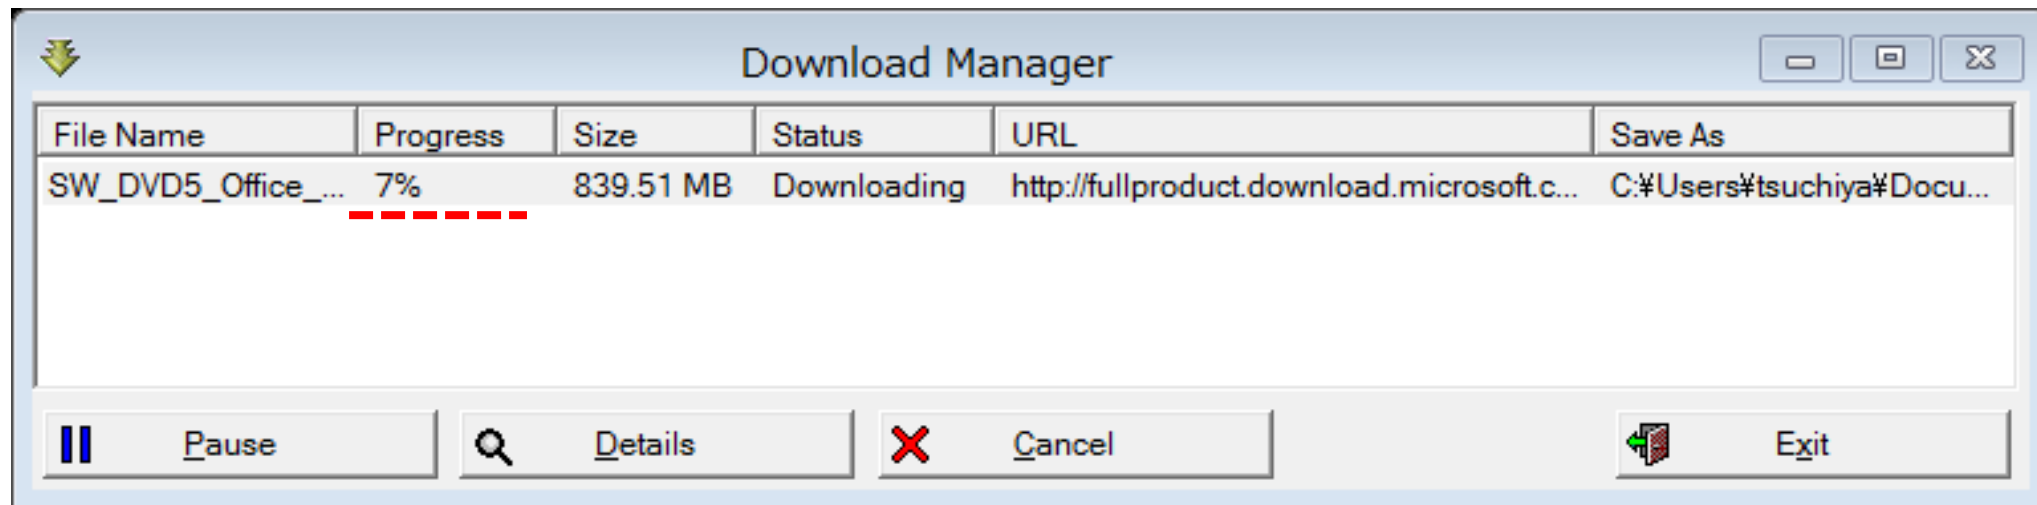 Download Manager
File Name Progress Size Status URL Save As
SW_DVD5_Office_... 7% 839.51 MB Downloading http://fullproduct.download.microsoft.c... C:¥Users¥tsuchiya¥Docu...
Pause Details Cancel Exit